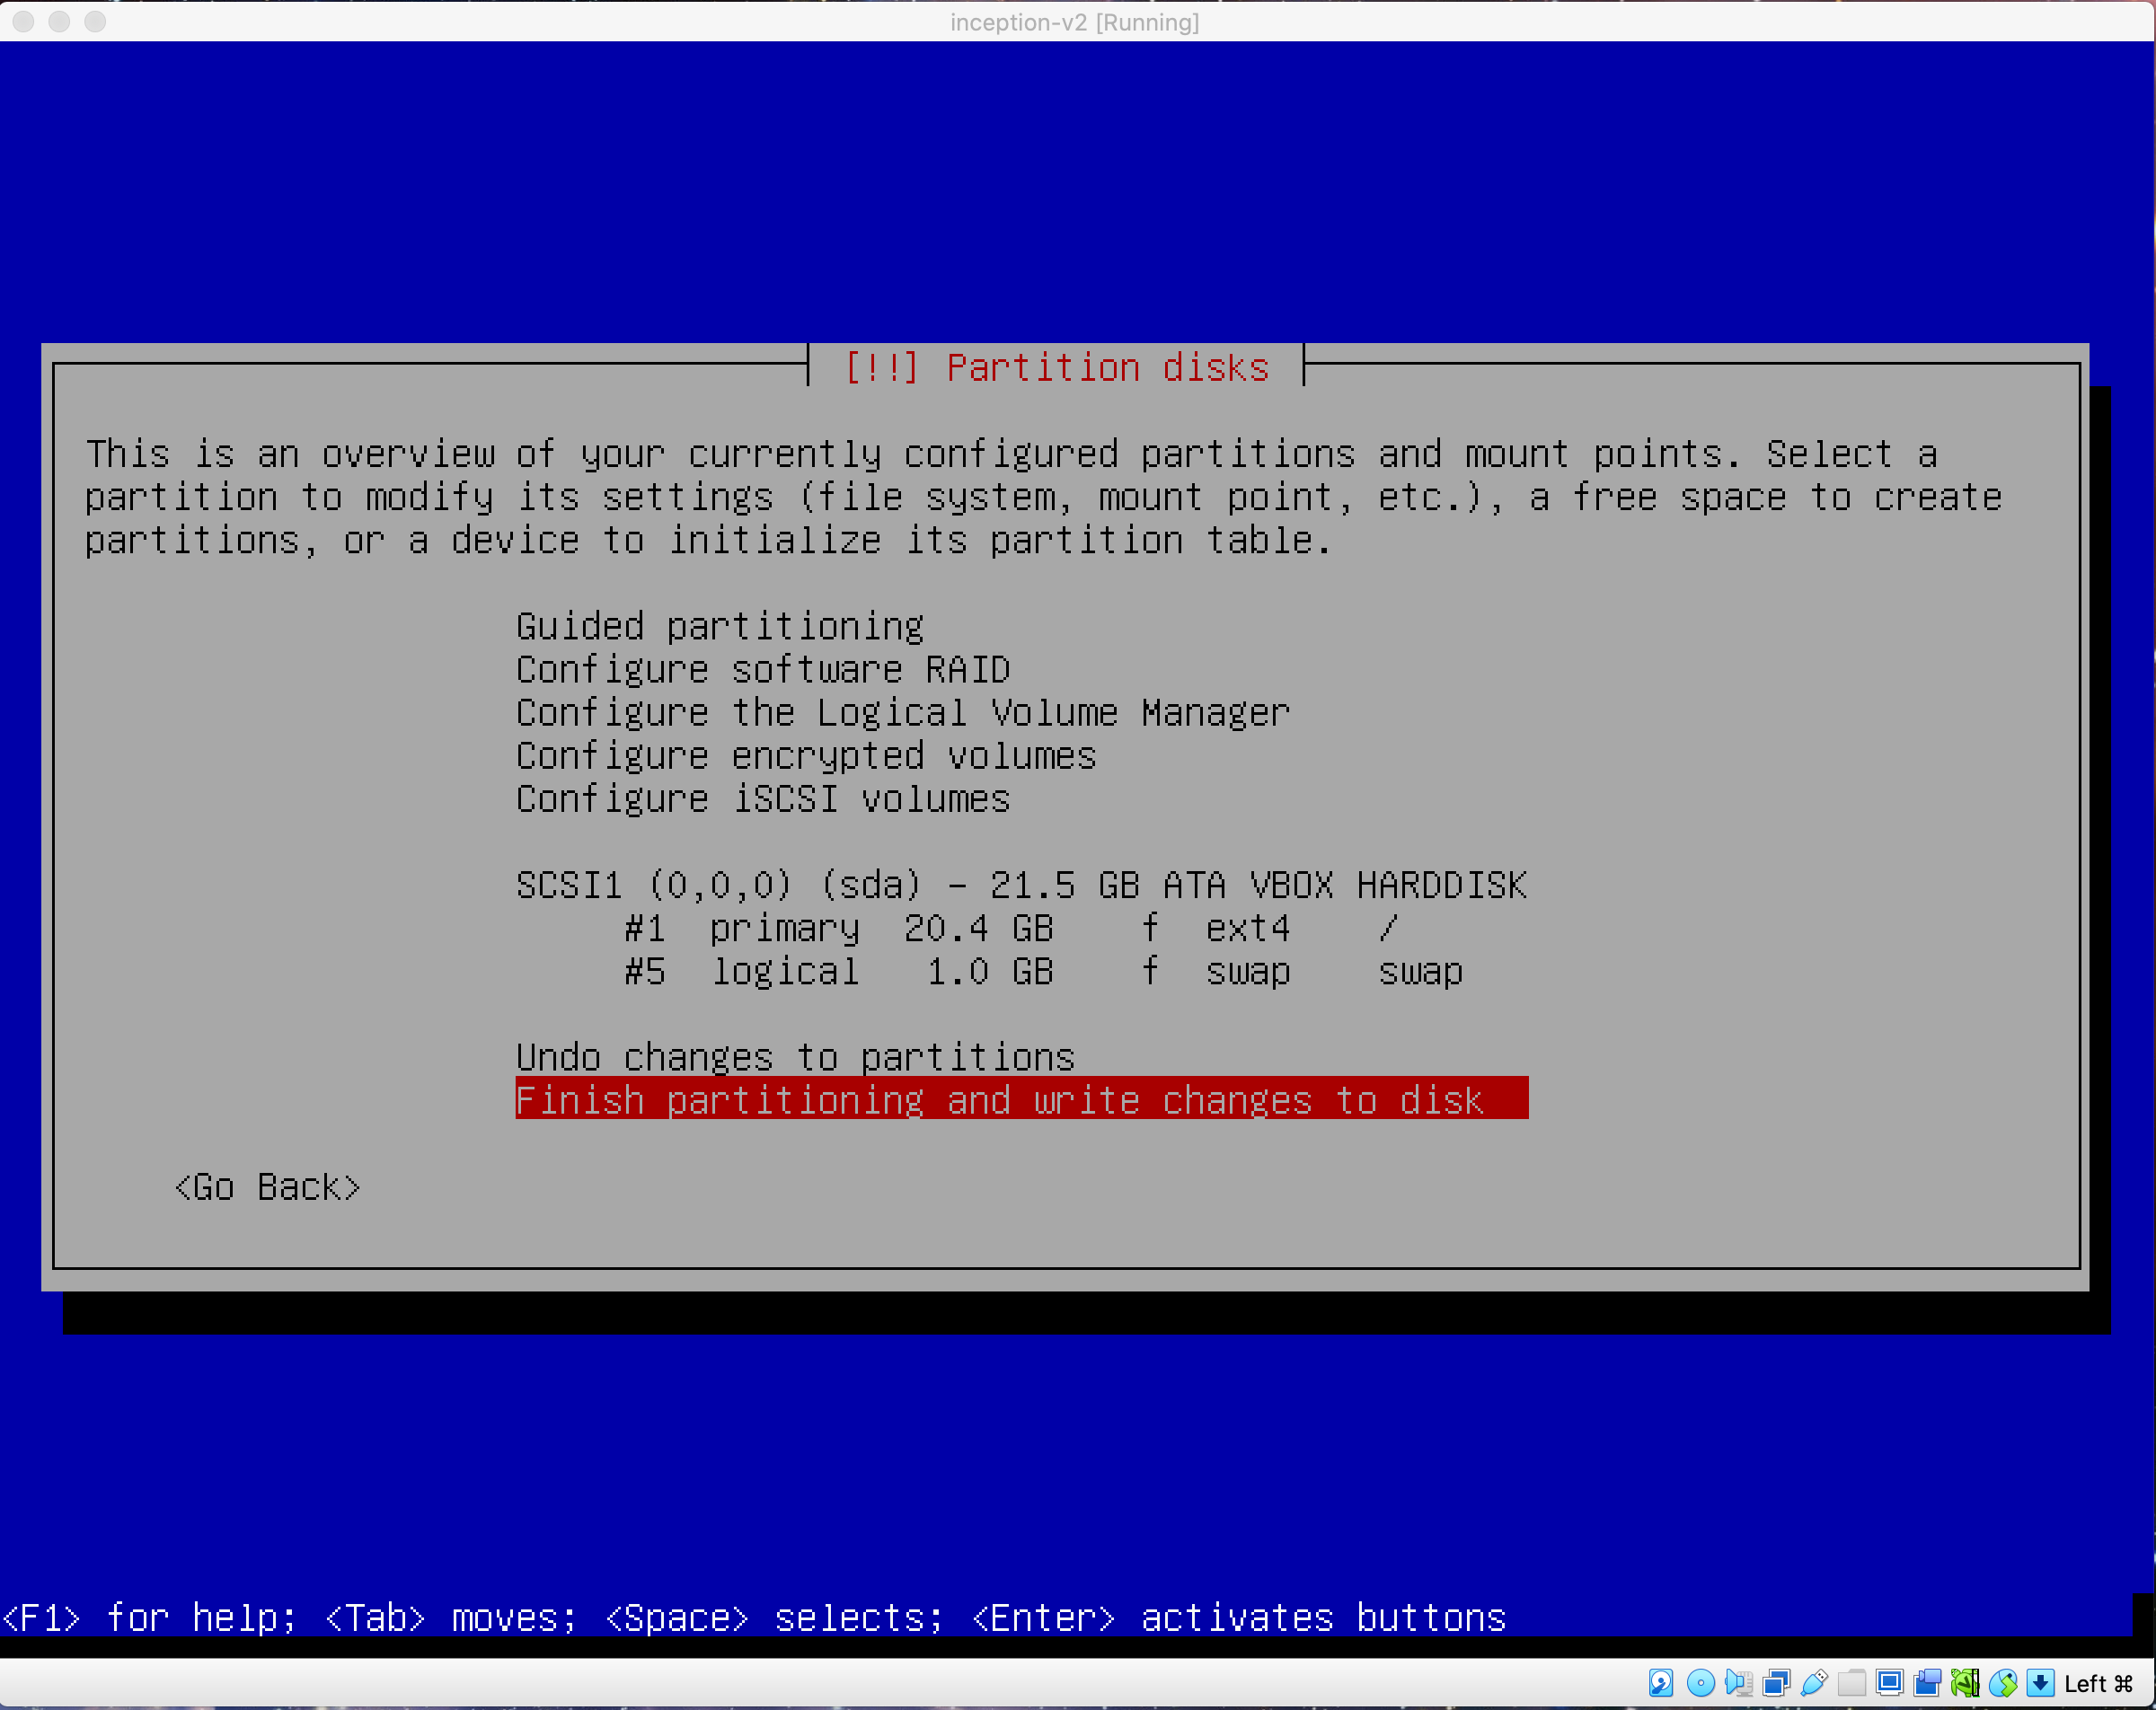 inception-v2 [Running]
[!!] Partition disks
This is an overview of your currently configured partitions and mount points. Select a
partition to modify its settings (file system, mount point, etc.), a free space to create
partitions, or a device to initialize its partition table.
Guided partitioning
Configure software RAID
Configure the Logical Volume Manager
Configure encrypted volumes
Configure iSCSI volumes
SCSI1 (0,0,0) (sda) - 21.5 GB ATA VBOX HARDDISK
#1 primary 20.4 GB f ext4 /
#5 logical 1.0 GB f swap swap
Undo changes to partitions
Finish partitioning and write changes to disk
<Go Back>
<F1> for help; <Tab> moves; <Space> selects; <Enter> activates buttons
Left ⌘